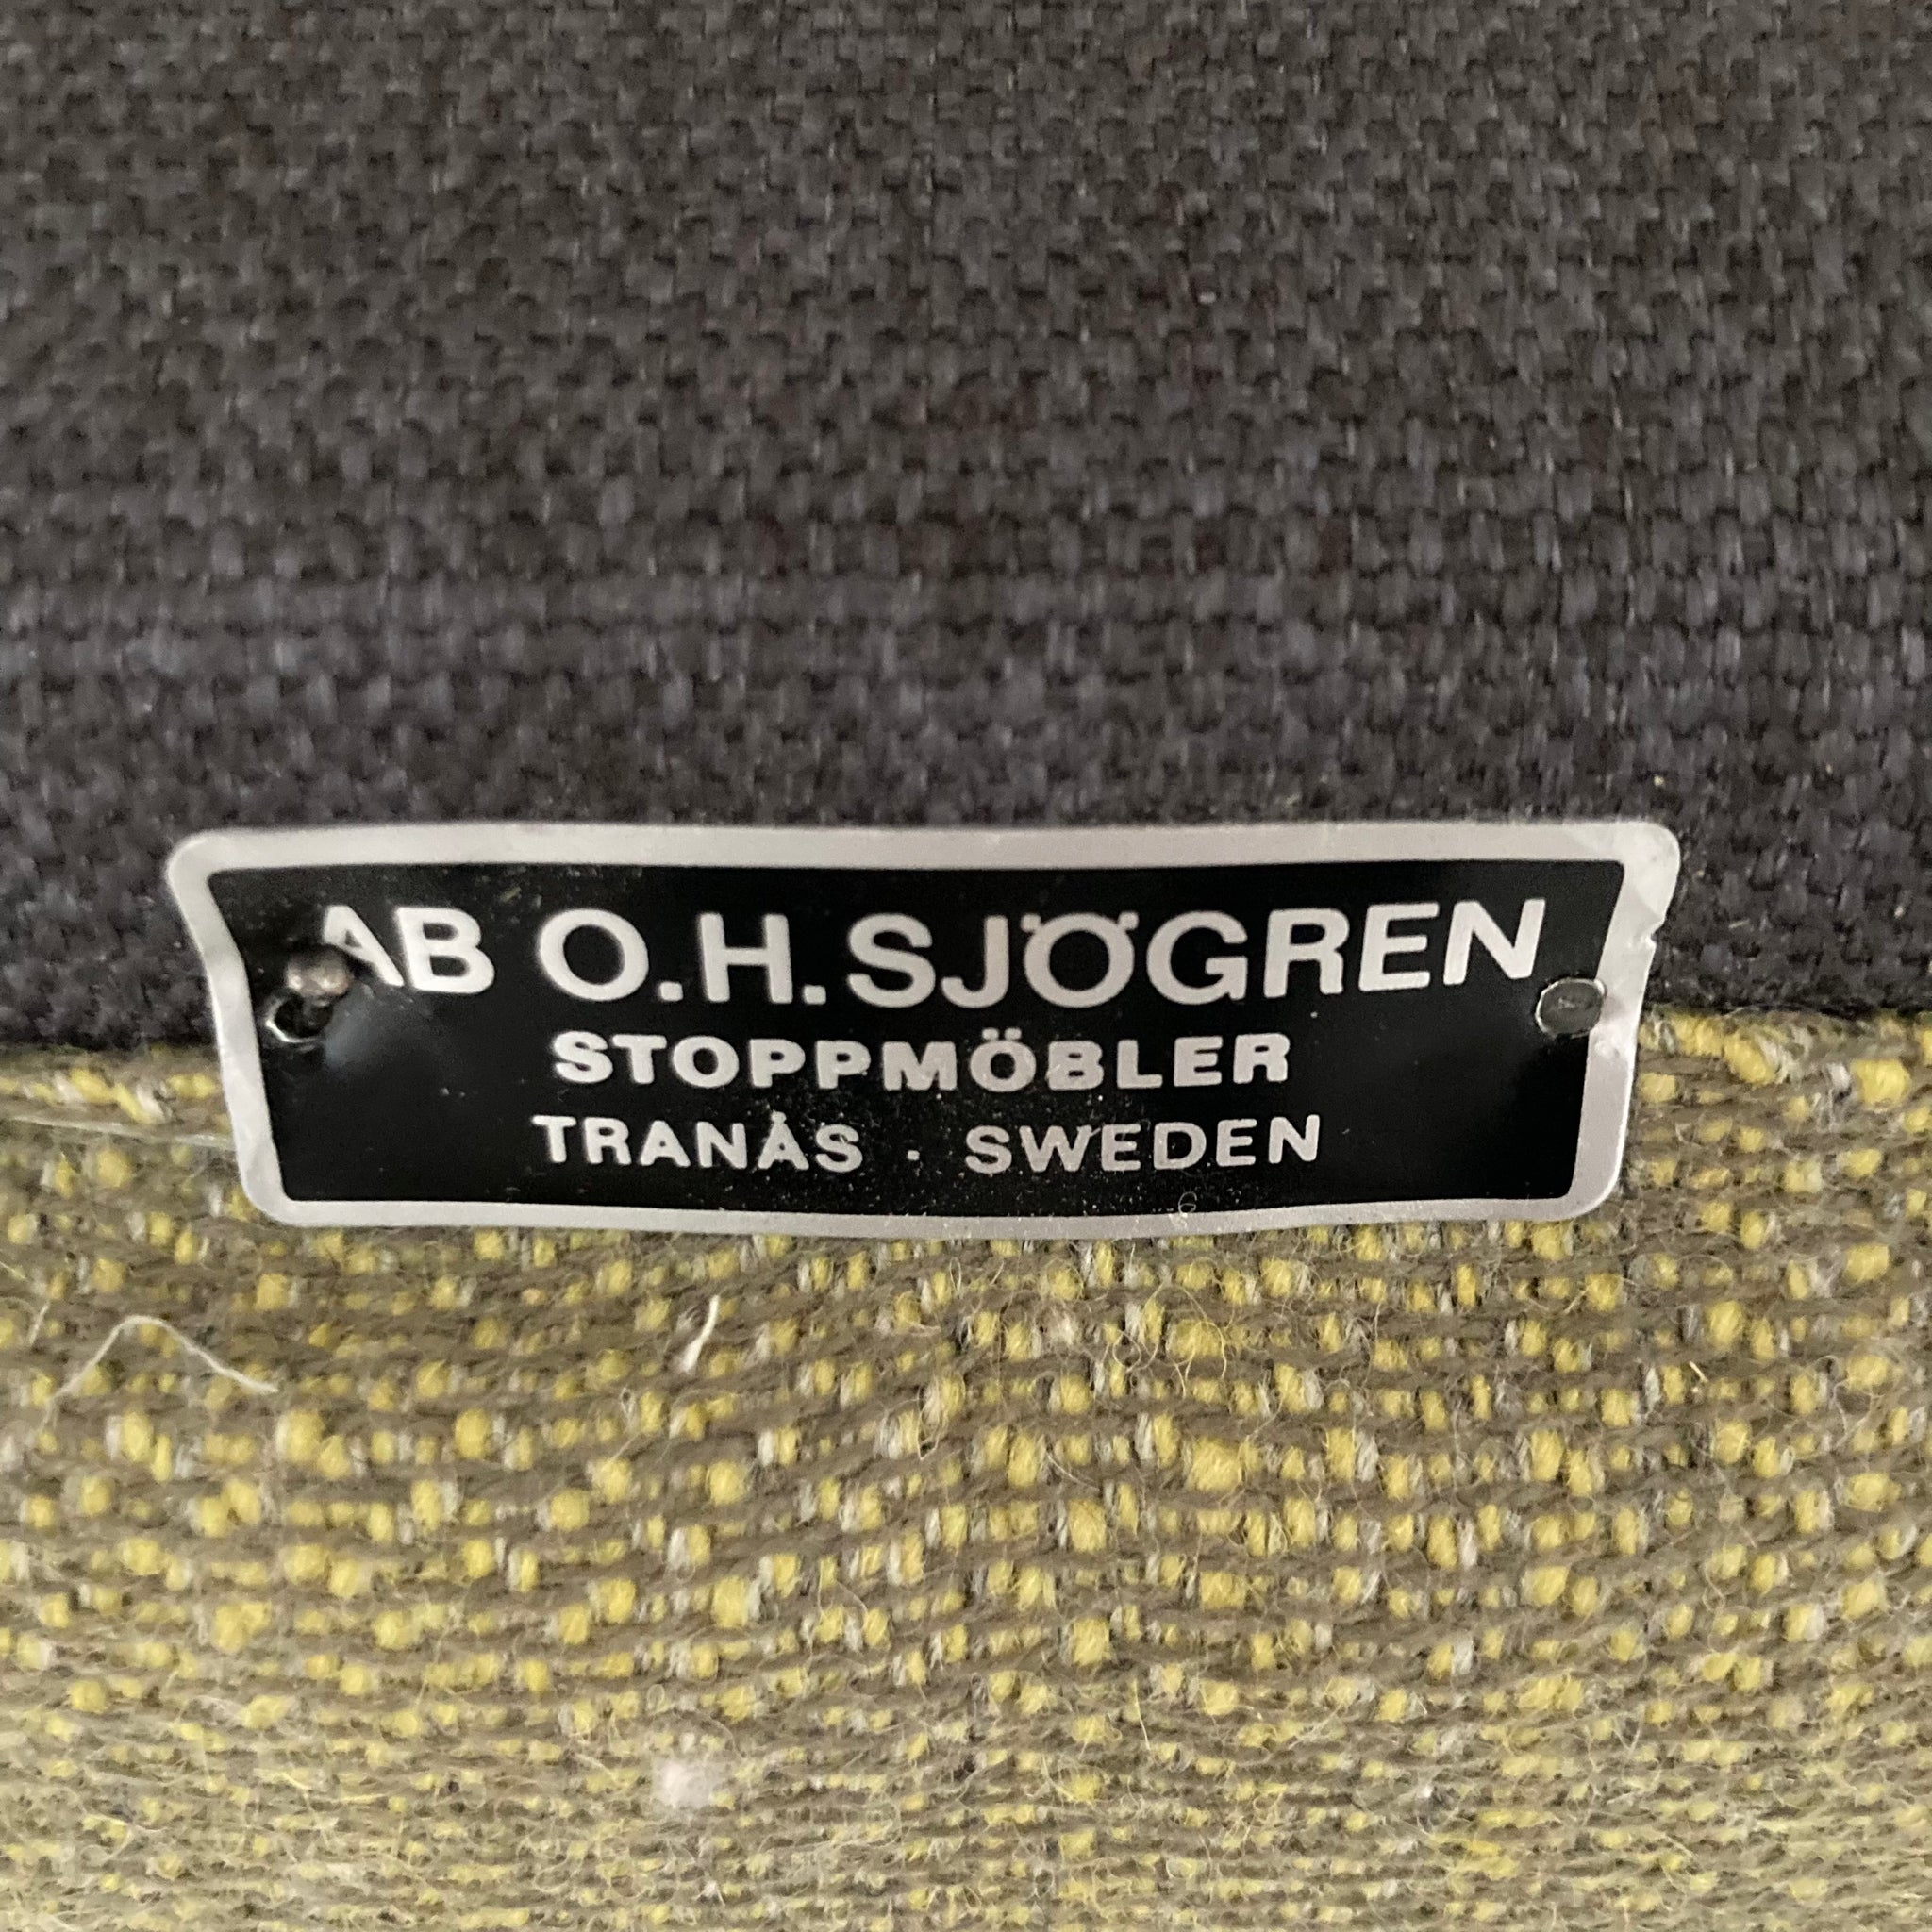 AB O.H. SJÖGREN
STOPPMÖBLER
TRANÅS · SWEDEN